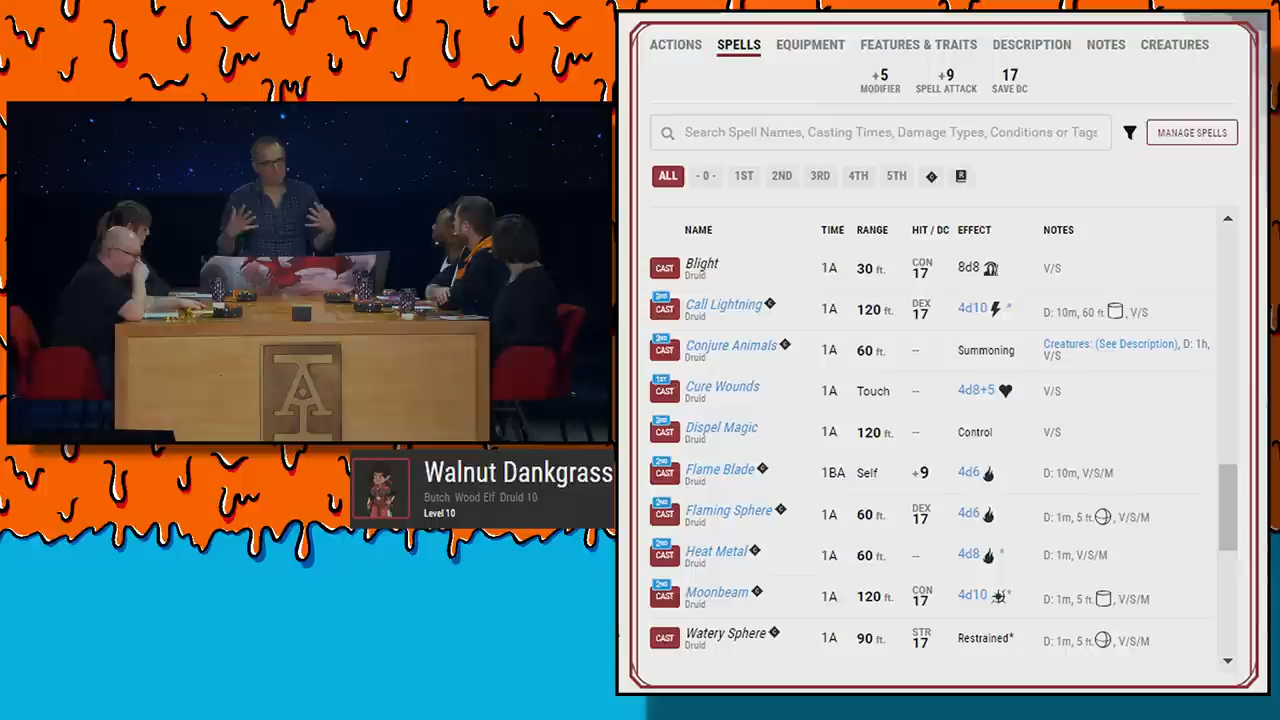 ACTIONS SPELLS EQUIPMENT FEATURES & TRAITS DESCRIPTION NOTES CREATURES
+5 +9 17
MODIFIER SPELL ATTACK SAVE DC
Search Spell Names, Casting Times, Damage Types, Conditions or Tags MANAGE SPELLS
ALL - 0 - 1ST 2ND 3RD 4TH 5TH
NAME TIME RANGE HIT / DC EFFECT NOTES
CAST Blight Druid 1A 30 ft. CON 17 8d8 V/S
3RD CAST Call Lightning Druid 1A 120 ft. DEX 17 4d10 * D: 10m, 60 ft. , V/S
3RD CAST Conjure Animals Druid 1A 60 ft. -- Summoning Creatures: (See Description), D: 1h, V/S
1ST CAST Cure Wounds Druid 1A Touch -- 4d8+5 V/S
3RD CAST Dispel Magic Druid 1A 120 ft. -- Control V/S
2ND CAST Flame Blade Druid 1BA Self +9 4d6 D: 10m, V/S/M
2ND CAST Flaming Sphere Druid 1A 60 ft. DEX 17 4d6 D: 1m, 5 ft. , V/S/M
2ND CAST Heat Metal Druid 1A 60 ft. -- 4d8 * D: 1m, V/S/M
2ND CAST Moonbeam Druid 1A 120 ft. CON 17 4d10 * D: 1m, 5 ft. , V/S/M
CAST Watery Sphere Druid 1A 90 ft. STR 17 Restrained* D: 1m, 5 ft. , V/S/M
Walnut Dankgrass
Butch Wood Elf Druid 10
Level 10